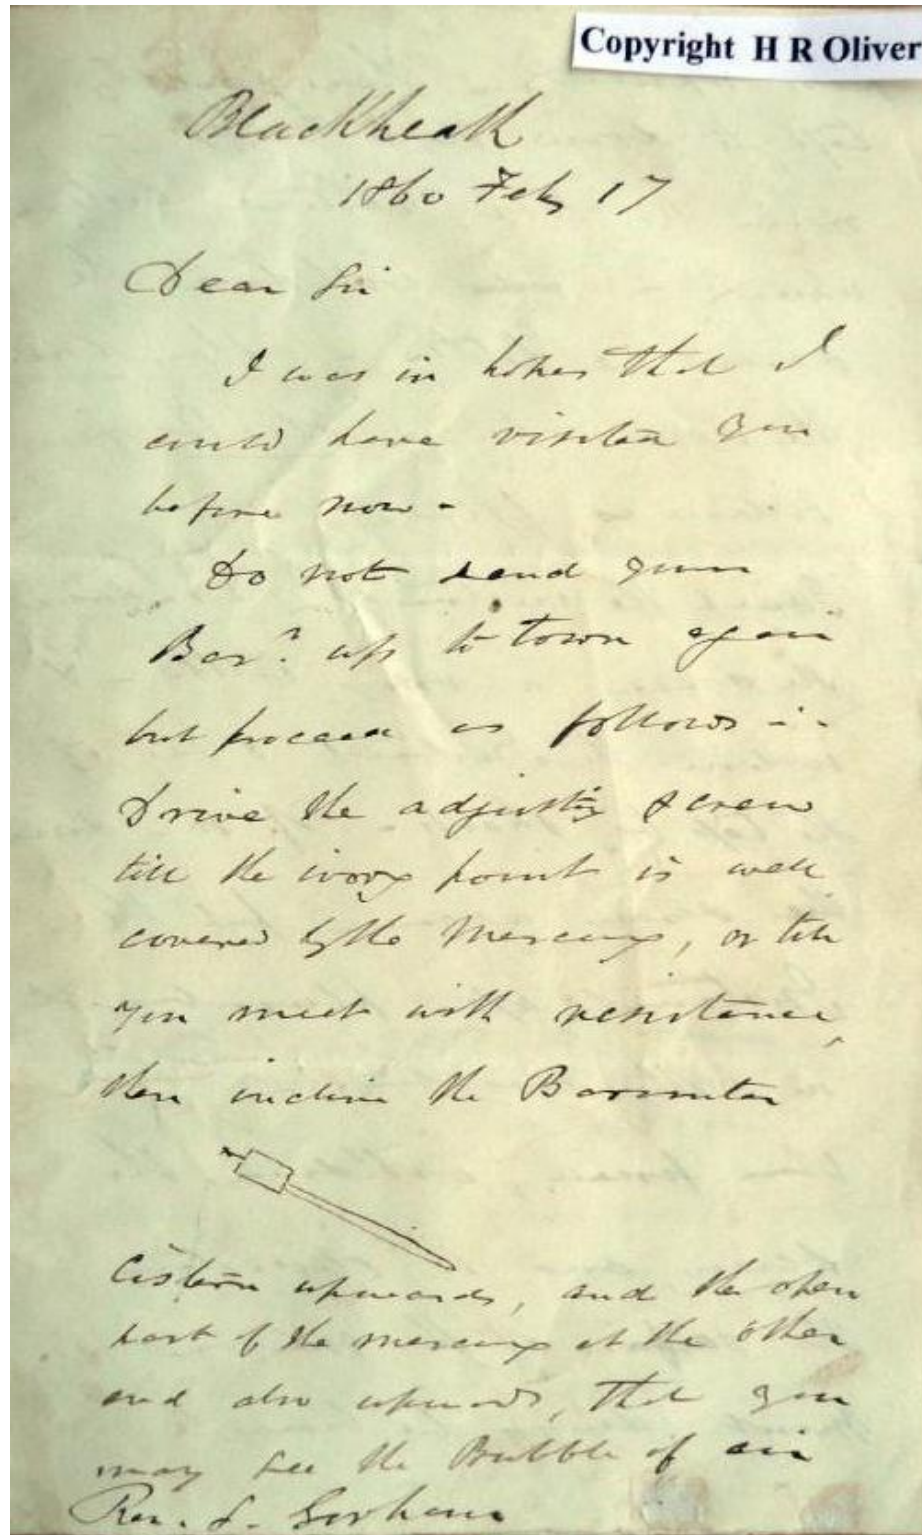 Copyright H R Oliver
Blackheath
1860 Feby 17
Dear Sir
I was in hopes that I
could have visited you
before now -
Do not send your
Barr. up to town again
but proceed as follows :-
Drive the adjusting screw
till the ivory point is well
covered by the Mercury, or till
you meet with resistance,
then incline the Barometer
Cistern upwards, and the open
part of the mercury at the other
end also upwards, that you
may see the Bubble of air
Rev. G. Gorham